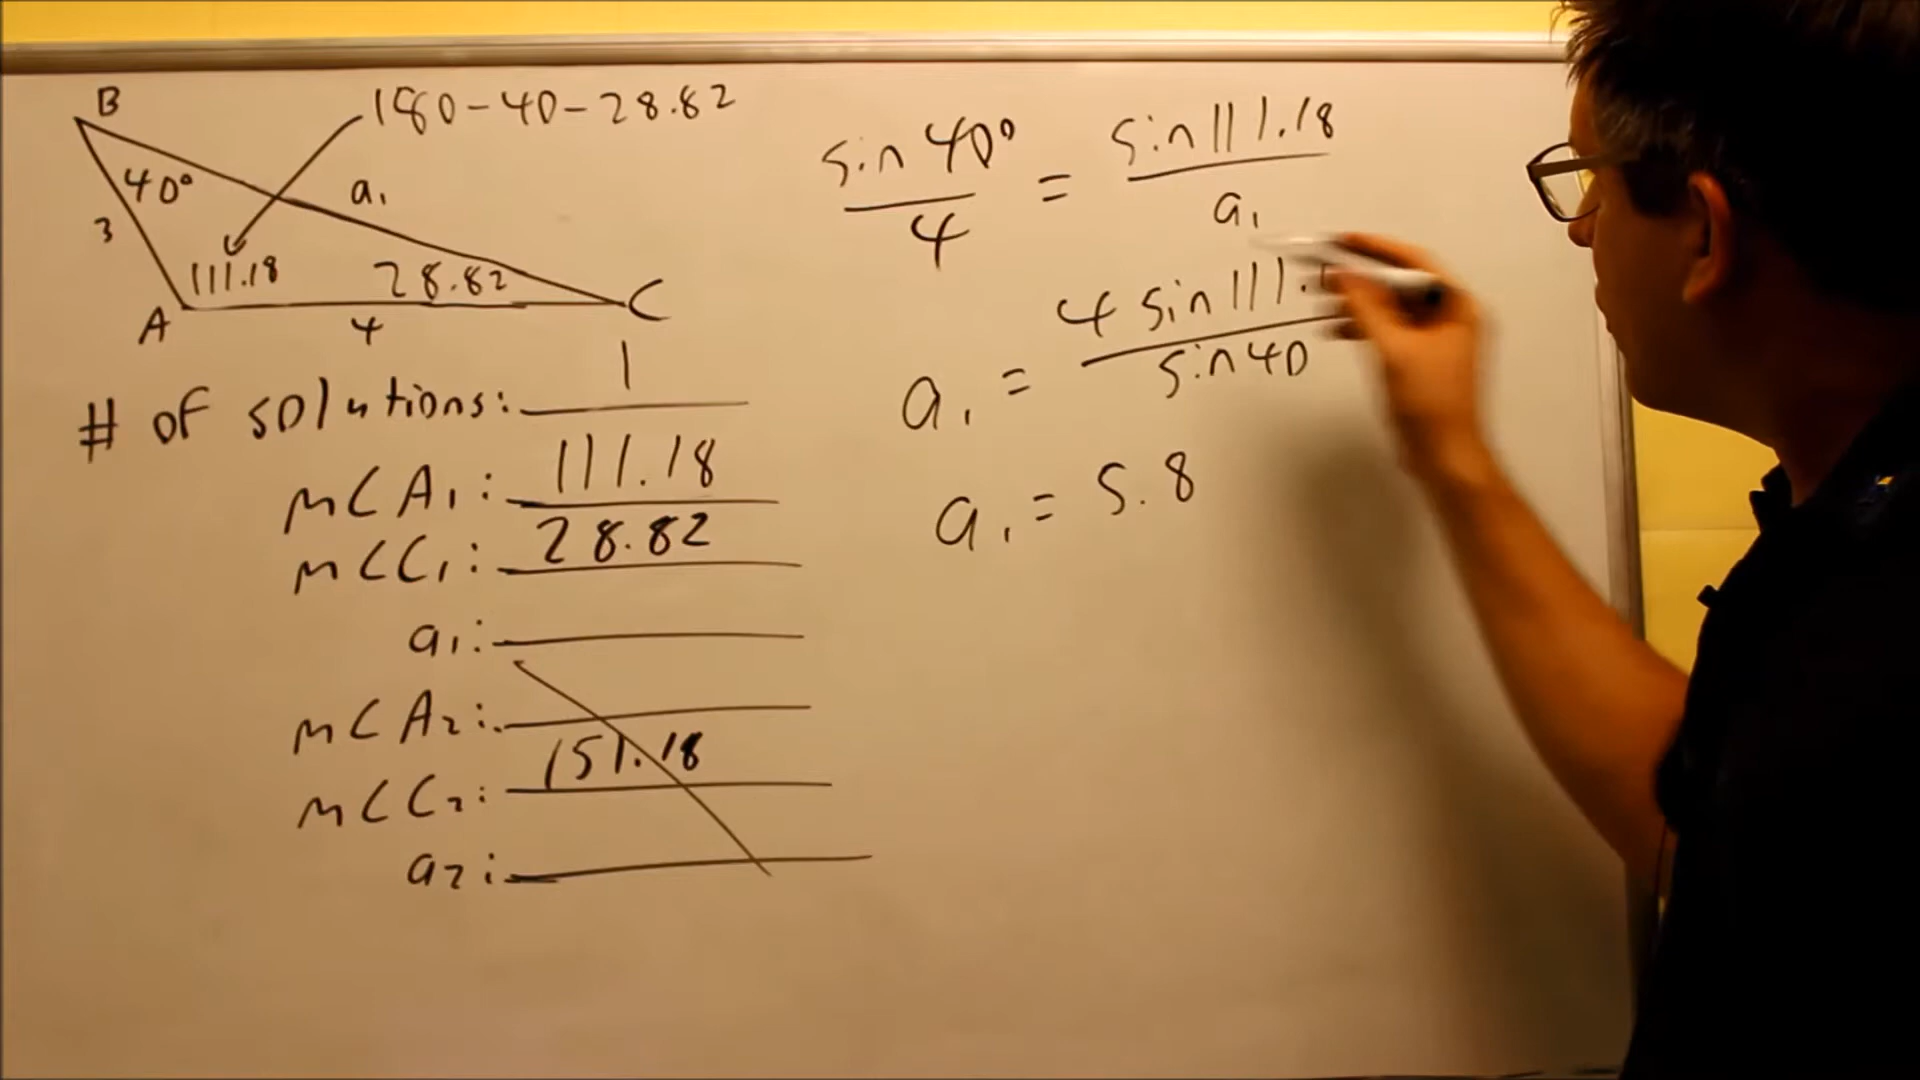 B
180-40-28.82
40°
a₁
3
111.18
28.82
A
4
C
# of solutions: 1
m∠A₁: 111.18
m∠C₁: 28.82
a₁:
m∠A₂:
m∠C₂: 151.18
a₂:
sin 40° / 4 = sin 111.18 / a₁
a₁ = 4 sin 111. / sin 40
a₁ = 5.8